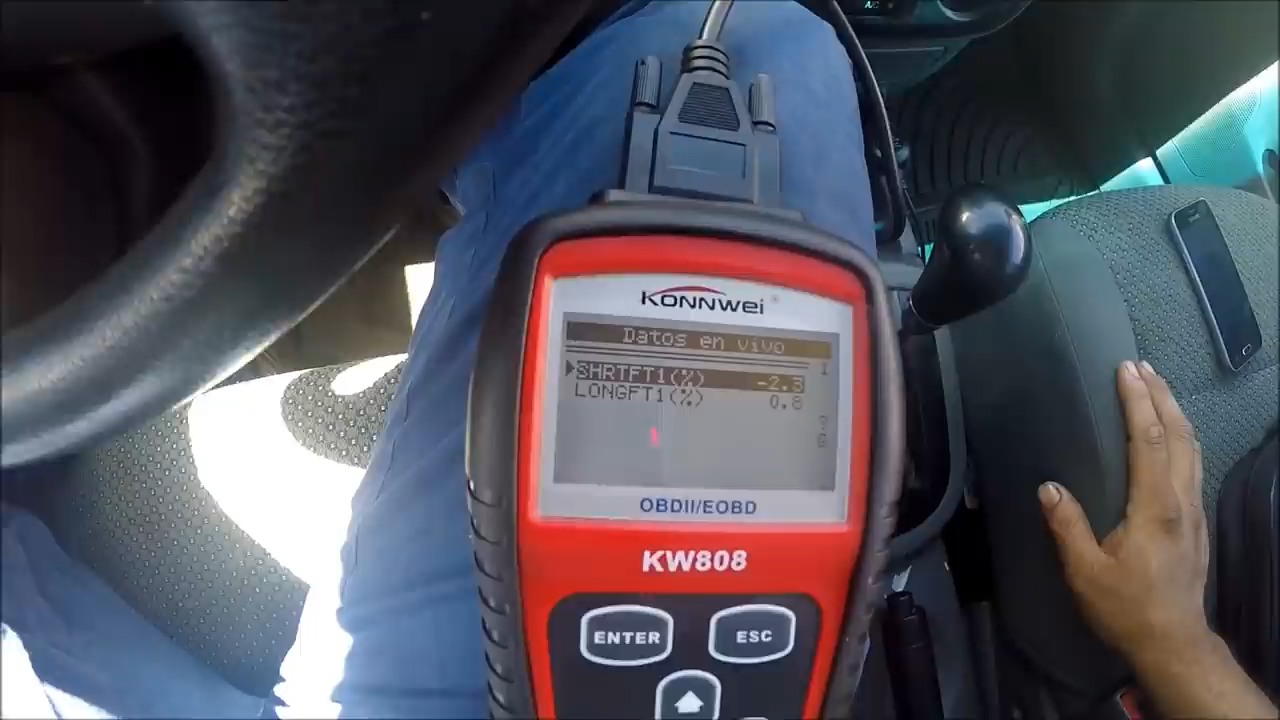 A/C
KONNWEI
Datos en vivo
SHRTFT1(%) -2.3
LONGFT1(%) 0.8
OBDII/EOBD
KW808
ENTER ESC